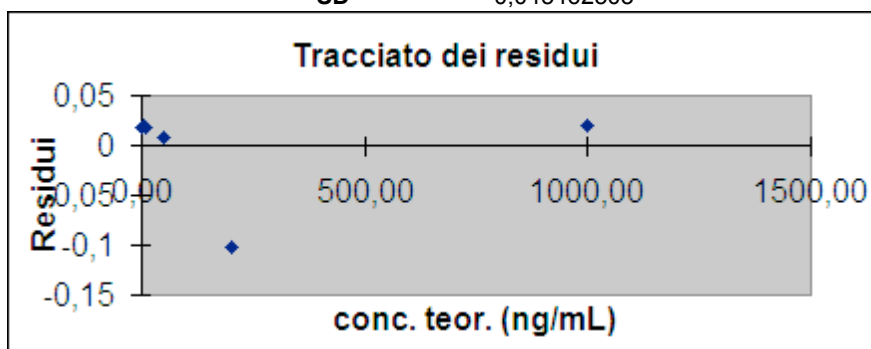 SD
Tracciato dei residui
0,05
0
-0,05
-0,1
-0,15
Residui
0,00 500,00 1000,00 1500,00
conc. teor. (ng/mL)